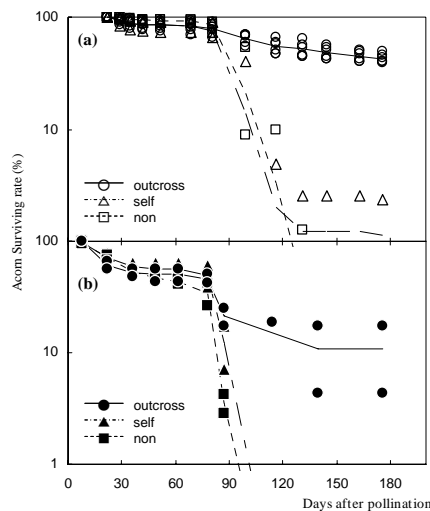 100
(a)
10
outcross
self
non
Acorn Surviving rate (%)
100
(b)
10
outcross
self
non
1
0 30 60 90 120 150 180
Days after pollination